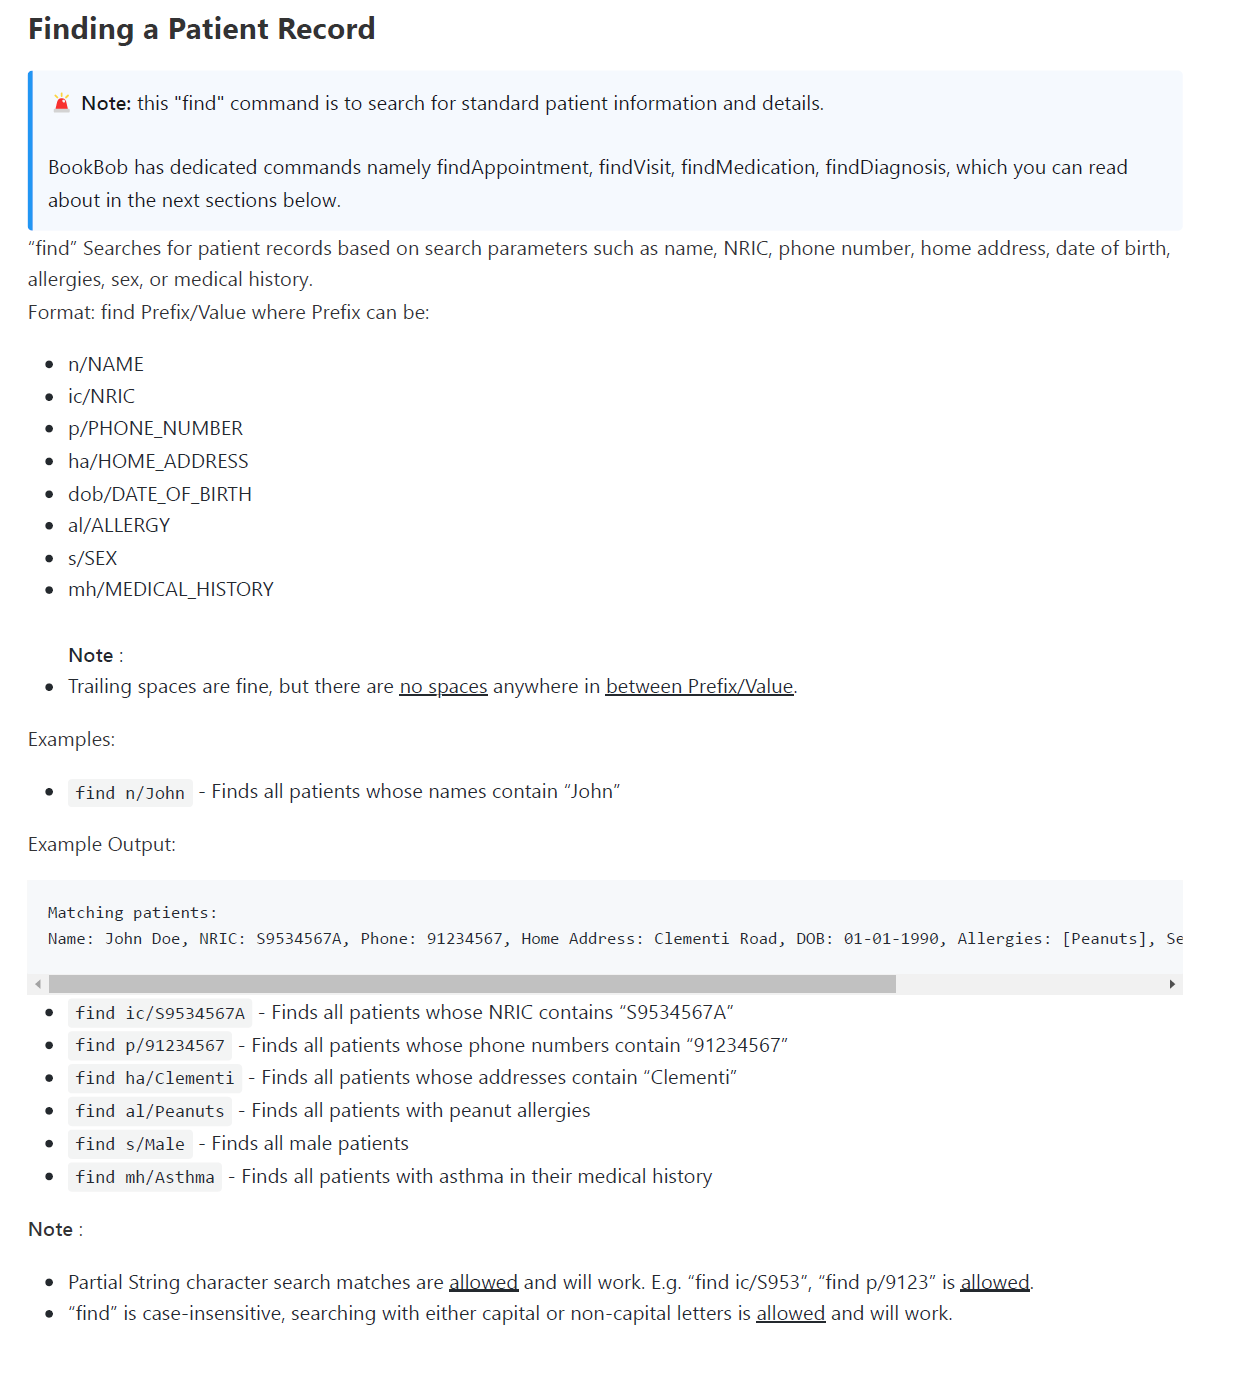 Finding a Patient Record
🚨 Note: this "find" command is to search for standard patient information and details.
BookBob has dedicated commands namely findAppointment, findVisit, findMedication, findDiagnosis, which you can read
about in the next sections below.
“find” Searches for patient records based on search parameters such as name, NRIC, phone number, home address, date of birth,
allergies, sex, or medical history.
Format: find Prefix/Value where Prefix can be:
• n/NAME
• ic/NRIC
• p/PHONE_NUMBER
• ha/HOME_ADDRESS
• dob/DATE_OF_BIRTH
• al/ALLERGY
• s/SEX
• mh/MEDICAL_HISTORY
Note :
• Trailing spaces are fine, but there are no spaces anywhere in between Prefix/Value.
Examples:
• find n/John - Finds all patients whose names contain “John”
Example Output:
Matching patients:
Name: John Doe, NRIC: S9534567A, Phone: 91234567, Home Address: Clementi Road, DOB: 01-01-1990, Allergies: [Peanuts], Se
• find ic/S9534567A - Finds all patients whose NRIC contains “S9534567A”
• find p/91234567 - Finds all patients whose phone numbers contain “91234567”
• find ha/Clementi - Finds all patients whose addresses contain “Clementi”
• find al/Peanuts - Finds all patients with peanut allergies
• find s/Male - Finds all male patients
• find mh/Asthma - Finds all patients with asthma in their medical history
Note :
• Partial String character search matches are allowed and will work. E.g. “find ic/S953”, “find p/9123” is allowed.
• “find” is case-insensitive, searching with either capital or non-capital letters is allowed and will work.